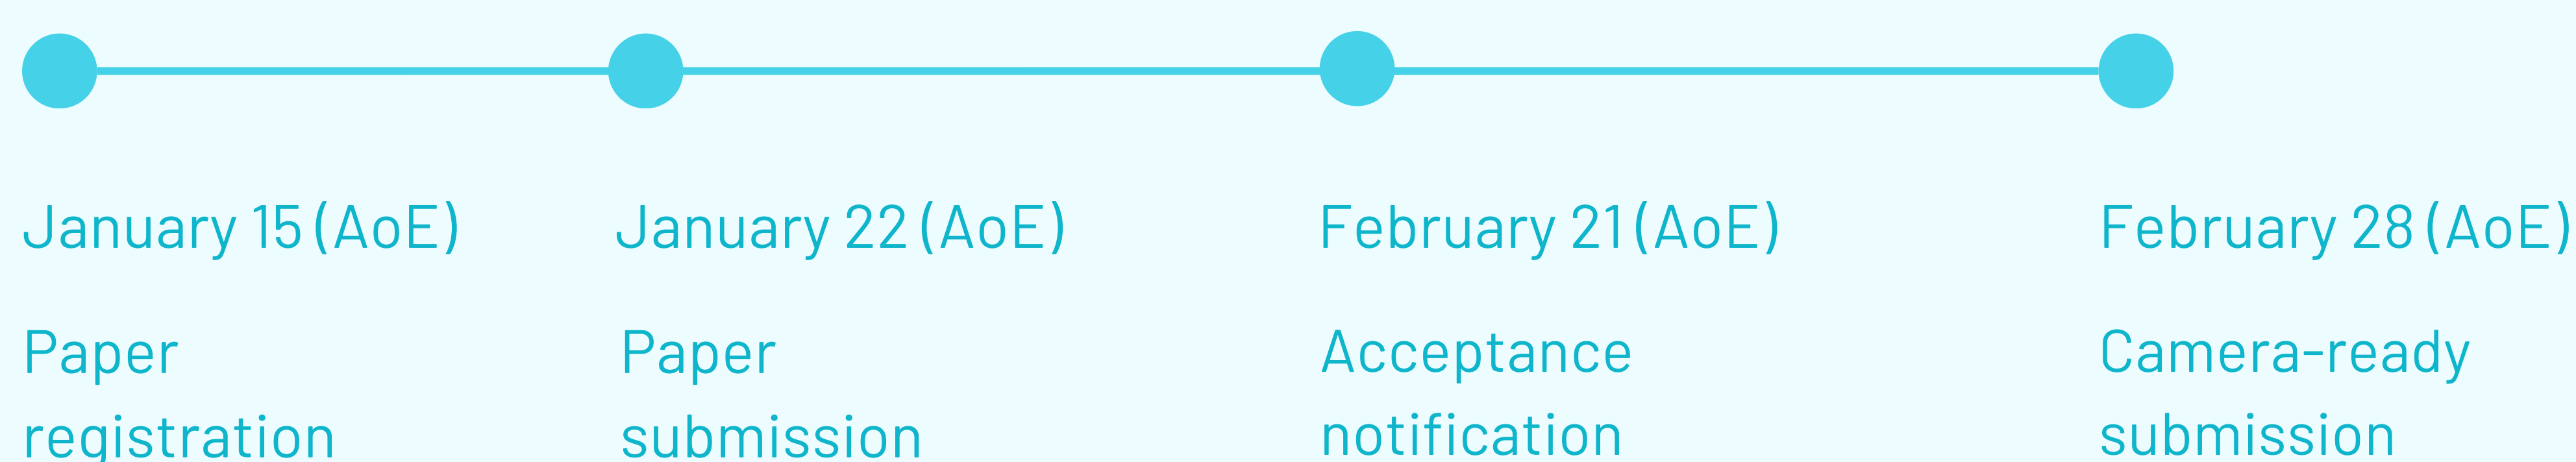 January 15 (AoE)
Paper
registration
January 22 (AoE)
Paper
submission
February 21 (AoE)
Acceptance
notification
February 28 (AoE)
Camera-ready
submission